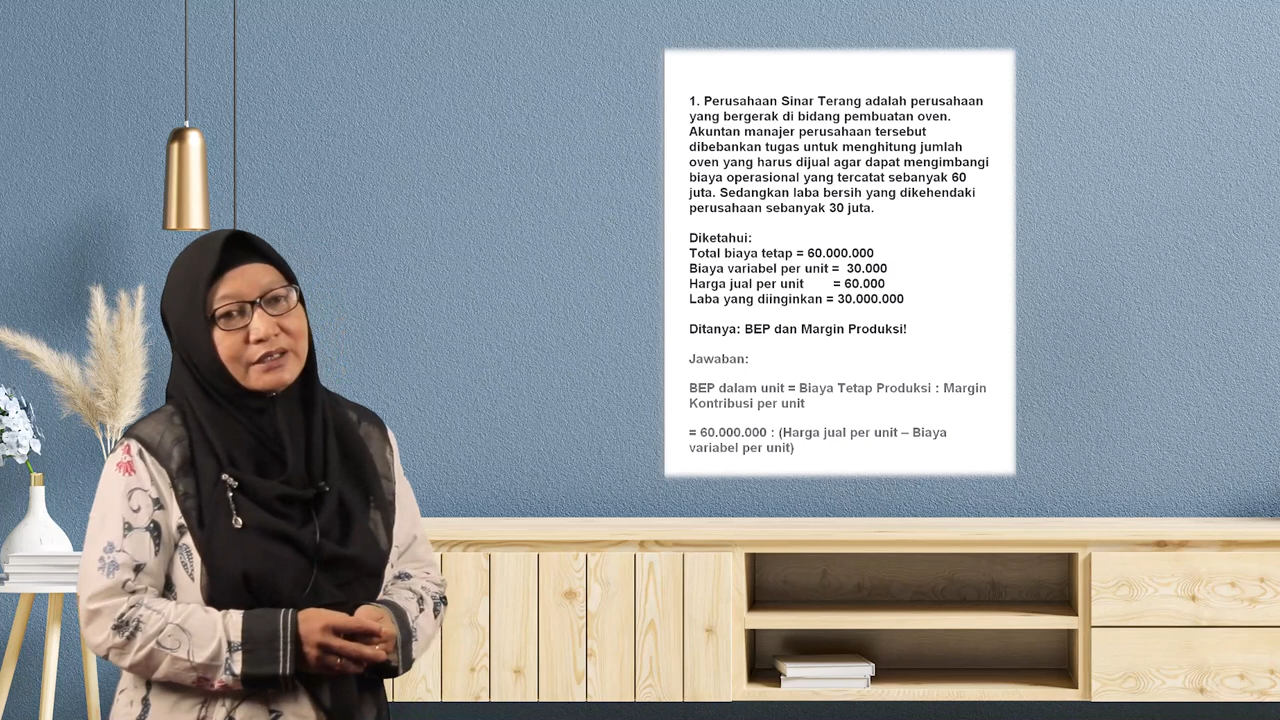 1. Perusahaan Sinar Terang adalah perusahaan
yang bergerak di bidang pembuatan oven.
Akuntan manajer perusahaan tersebut
dibebankan tugas untuk menghitung jumlah
oven yang harus dijual agar dapat mengimbangi
biaya operasional yang tercatat sebanyak 60
juta. Sedangkan laba bersih yang dikehendaki
perusahaan sebanyak 30 juta.
Diketahui:
Total biaya tetap = 60.000.000
Biaya variabel per unit = 30.000
Harga jual per unit = 60.000
Laba yang diinginkan = 30.000.000
Ditanya: BEP dan Margin Produksi!
Jawaban:
BEP dalam unit = Biaya Tetap Produksi : Margin
Kontribusi per unit
= 60.000.000 : (Harga jual per unit – Biaya
variabel per unit)